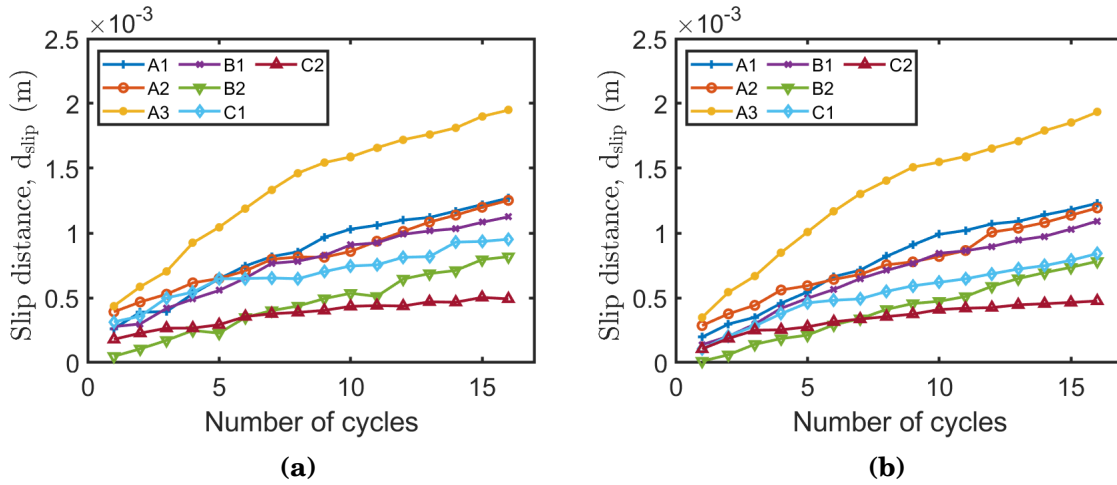 ×10⁻³
2.5
2
1.5
1
0.5
0
Slip distance, d_slip (m)
A1 B1 C2
A2 B2
A3 C1
0 5 10 15
Number of cycles
(a)
×10⁻³
2.5
2
1.5
1
0.5
0
Slip distance, d_slip (m)
A1 B1 C2
A2 B2
A3 C1
0 5 10 15
Number of cycles
(b)